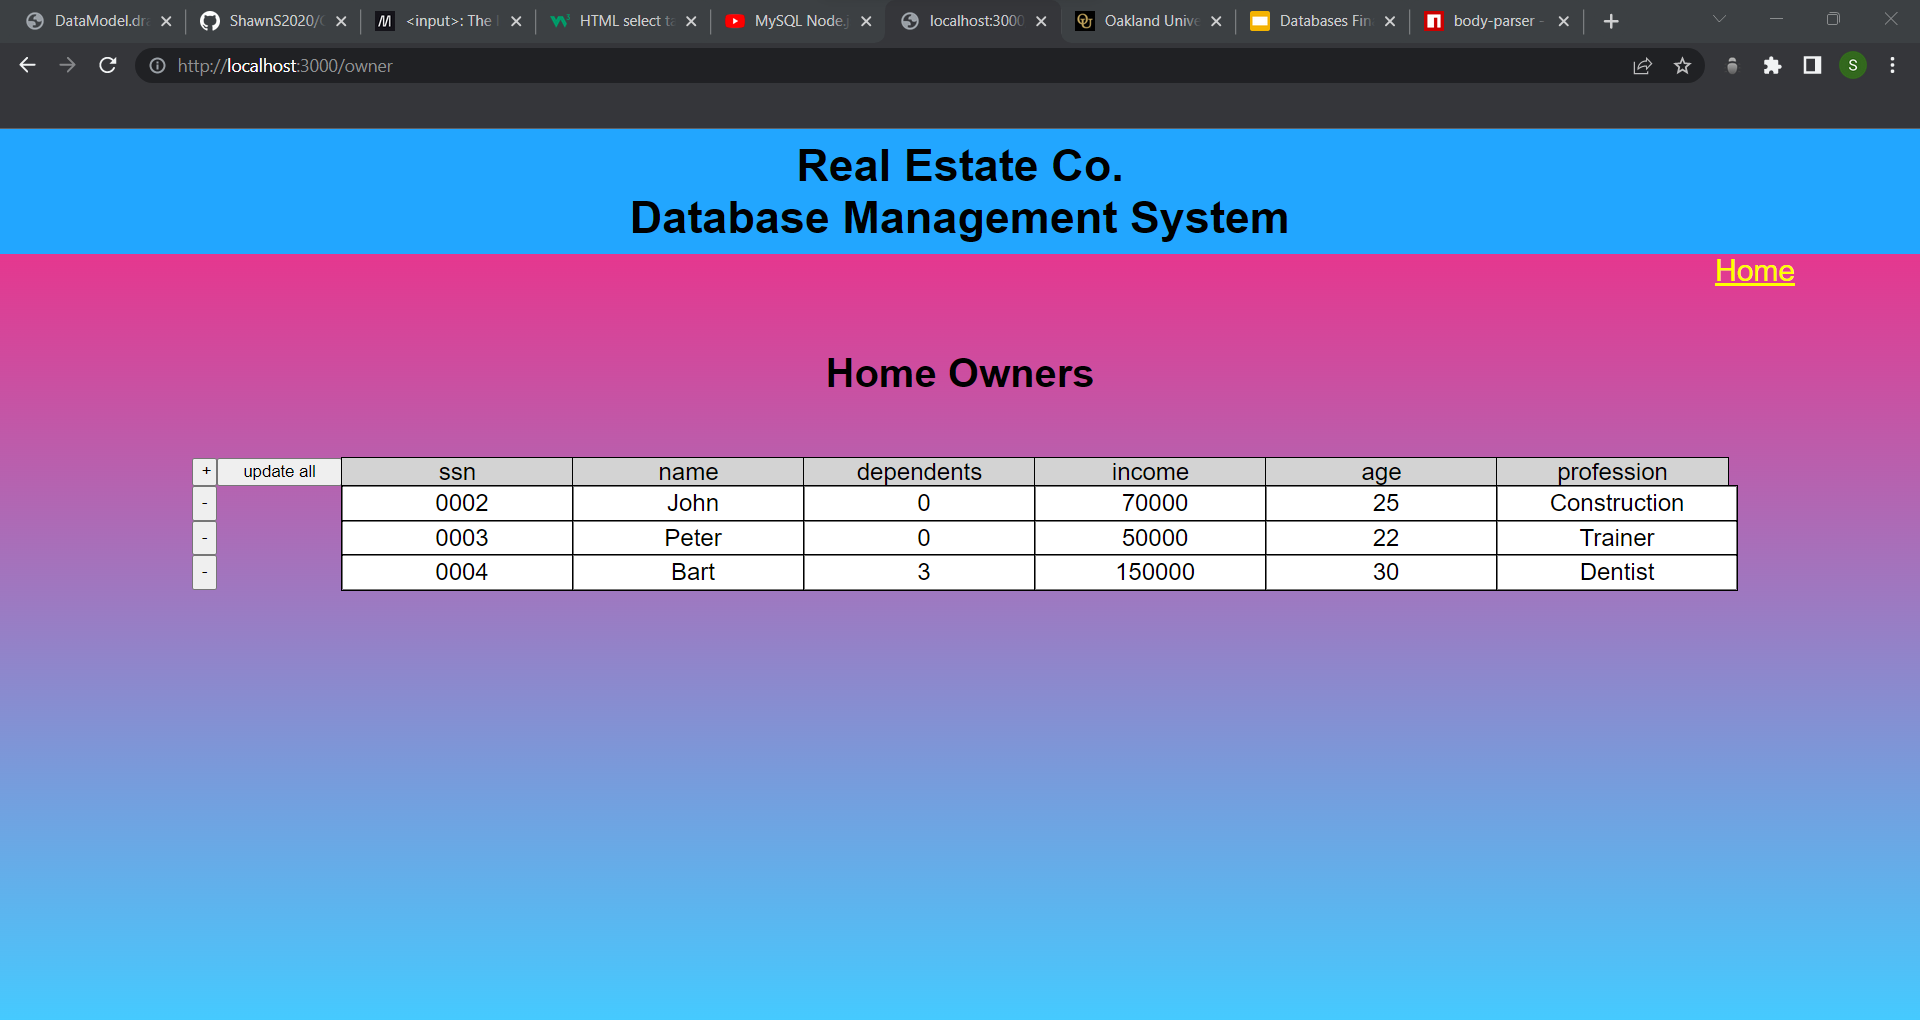 DataModel.dr
ShawnS2020/
<input>: The
HTML select ta
MySQL Node.j
localhost:3000
Oakland Unive
Databases Fin
body-parser -
http://localhost:3000/owner
S
Real Estate Co.
Database Management System
Home
Home Owners
+ update all ssn name dependents income age profession
- 0002 John 0 70000 25 Construction
- 0003 Peter 0 50000 22 Trainer
- 0004 Bart 3 150000 30 Dentist